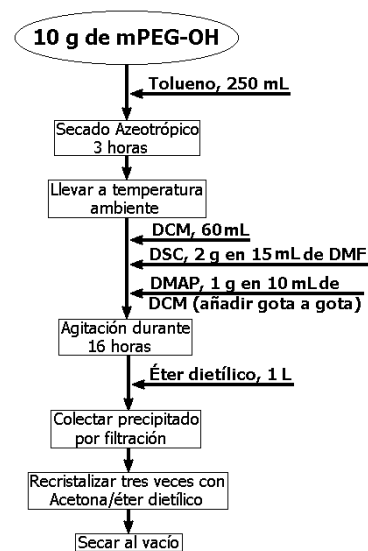 10 g de mPEG-OH
Tolueno, 250 mL
Secado Azeotrópico
3 horas
Llevar a temperatura
ambiente
DCM, 60 mL
DSC, 2 g en 15 mL de DMF
DMAP, 1 g en 10 mL de
DCM (añadir gota a gota)
Agitación durante
16 horas
Éter dietílico, 1 L
Colectar precipitado
por filtración
Recristalizar tres veces con
Acetona/éter dietílico
Secar al vacío